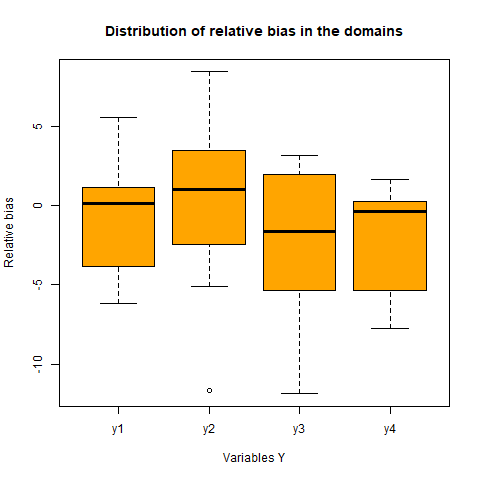 Distribution of relative bias in the domains
Relative bias
5
0
-5
-10
y1 y2 y3 y4
Variables Y